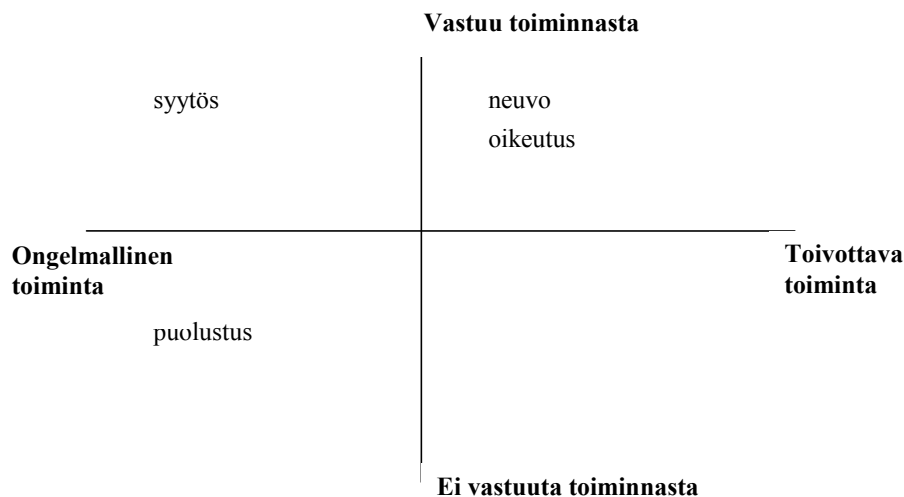 Vastuu toiminnasta
syytös
neuvo
oikeutus
Ongelmallinen
toiminta
Toivottava
toiminta
puolustus
Ei vastuuta toiminnasta